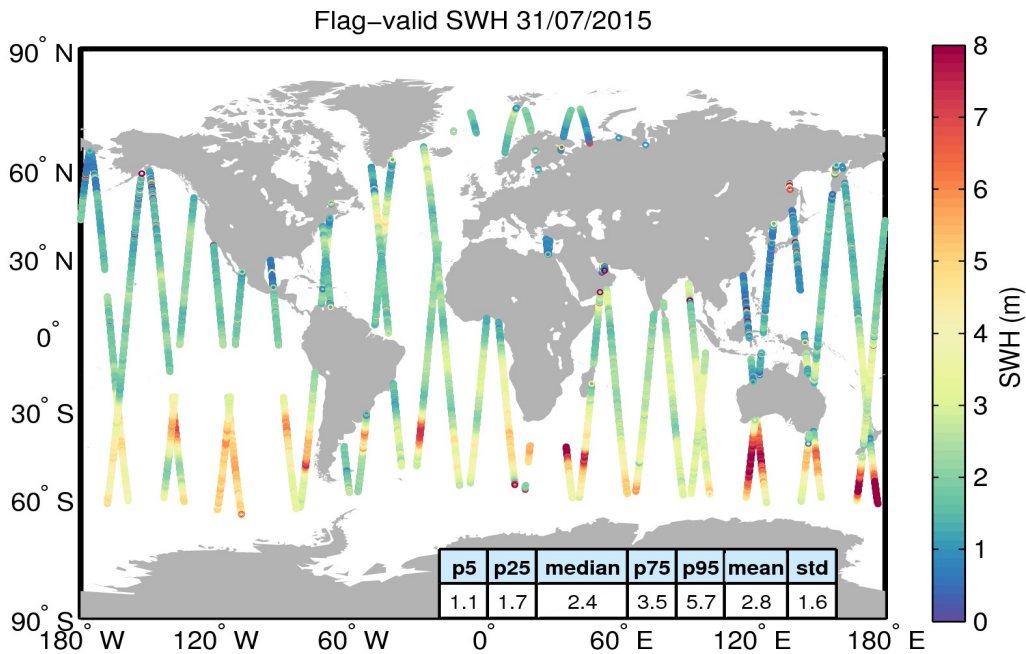 Flag−valid SWH 31/07/2015
90° N
60° N
30° N
0°
30° S
60° S
90° S
180° W
120° W
60° W
0°
60° E
120° E
180° E
p5 p25 median p75 p95 mean std
1.1 1.7 2.4 3.5 5.7 2.8 1.6
8
7
6
5
4
3
2
1
0
SWH (m)